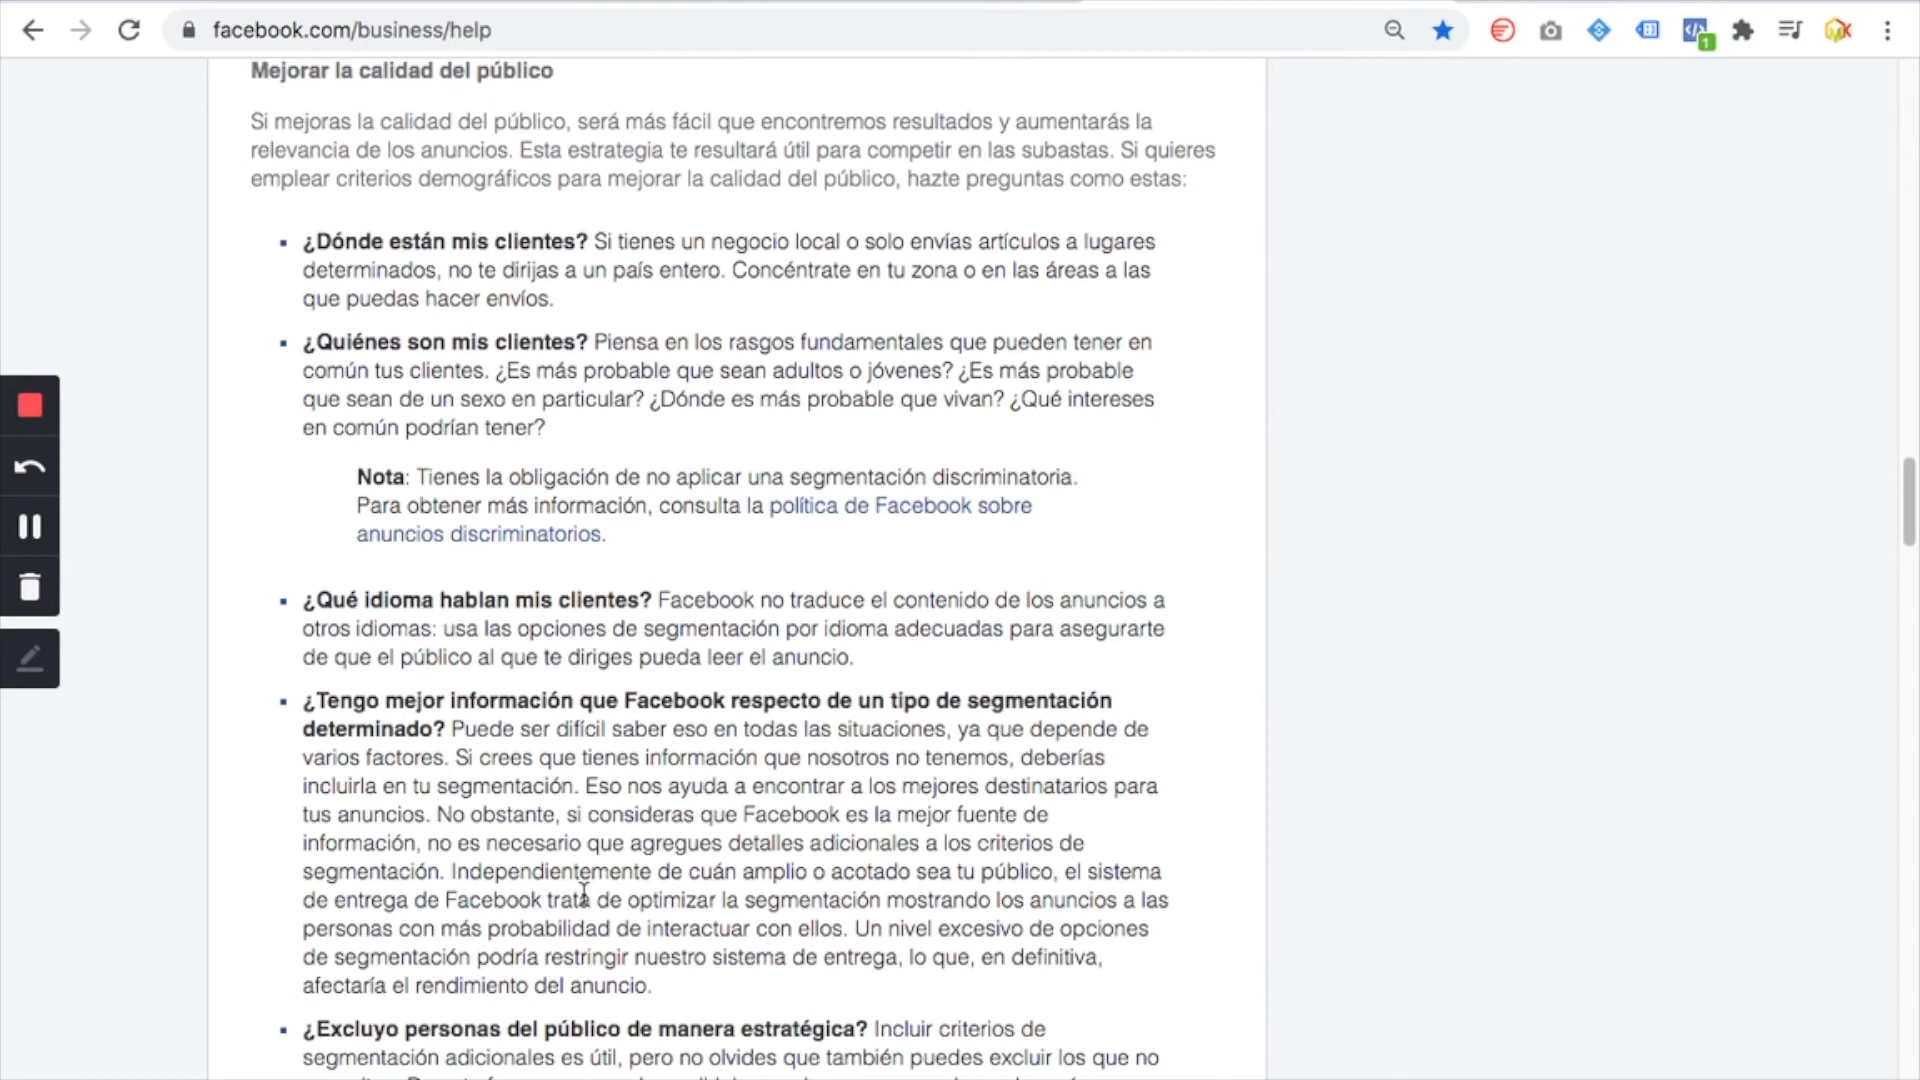 facebook.com/business/help
1
Mejorar la calidad del público
Si mejoras la calidad del público, será más fácil que encontremos resultados y aumentarás la
relevancia de los anuncios. Esta estrategia te resultará útil para competir en las subastas. Si quieres
emplear criterios demográficos para mejorar la calidad del público, hazte preguntas como estas:
¿Dónde están mis clientes? Si tienes un negocio local o solo envías artículos a lugares
determinados, no te dirijas a un país entero. Concéntrate en tu zona o en las áreas a las
que puedas hacer envíos.
¿Quiénes son mis clientes? Piensa en los rasgos fundamentales que pueden tener en
común tus clientes. ¿Es más probable que sean adultos o jóvenes? ¿Es más probable
que sean de un sexo en particular? ¿Dónde es más probable que vivan? ¿Qué intereses
en común podrían tener?
Nota: Tienes la obligación de no aplicar una segmentación discriminatoria.
Para obtener más información, consulta la política de Facebook sobre
anuncios discriminatorios.
¿Qué idioma hablan mis clientes? Facebook no traduce el contenido de los anuncios a
otros idiomas: usa las opciones de segmentación por idioma adecuadas para asegurarte
de que el público al que te diriges pueda leer el anuncio.
¿Tengo mejor información que Facebook respecto de un tipo de segmentación
determinado? Puede ser difícil saber eso en todas las situaciones, ya que depende de
varios factores. Si crees que tienes información que nosotros no tenemos, deberías
incluirla en tu segmentación. Eso nos ayuda a encontrar a los mejores destinatarios para
tus anuncios. No obstante, si consideras que Facebook es la mejor fuente de
información, no es necesario que agregues detalles adicionales a los criterios de
segmentación. Independientemente de cuán amplio o acotado sea tu público, el sistema
de entrega de Facebook trata de optimizar la segmentación mostrando los anuncios a las
personas con más probabilidad de interactuar con ellos. Un nivel excesivo de opciones
de segmentación podría restringir nuestro sistema de entrega, lo que, en definitiva,
afectaría el rendimiento del anuncio.
¿Excluyo personas del público de manera estratégica? Incluir criterios de
segmentación adicionales es útil, pero no olvides que también puedes excluir los que no